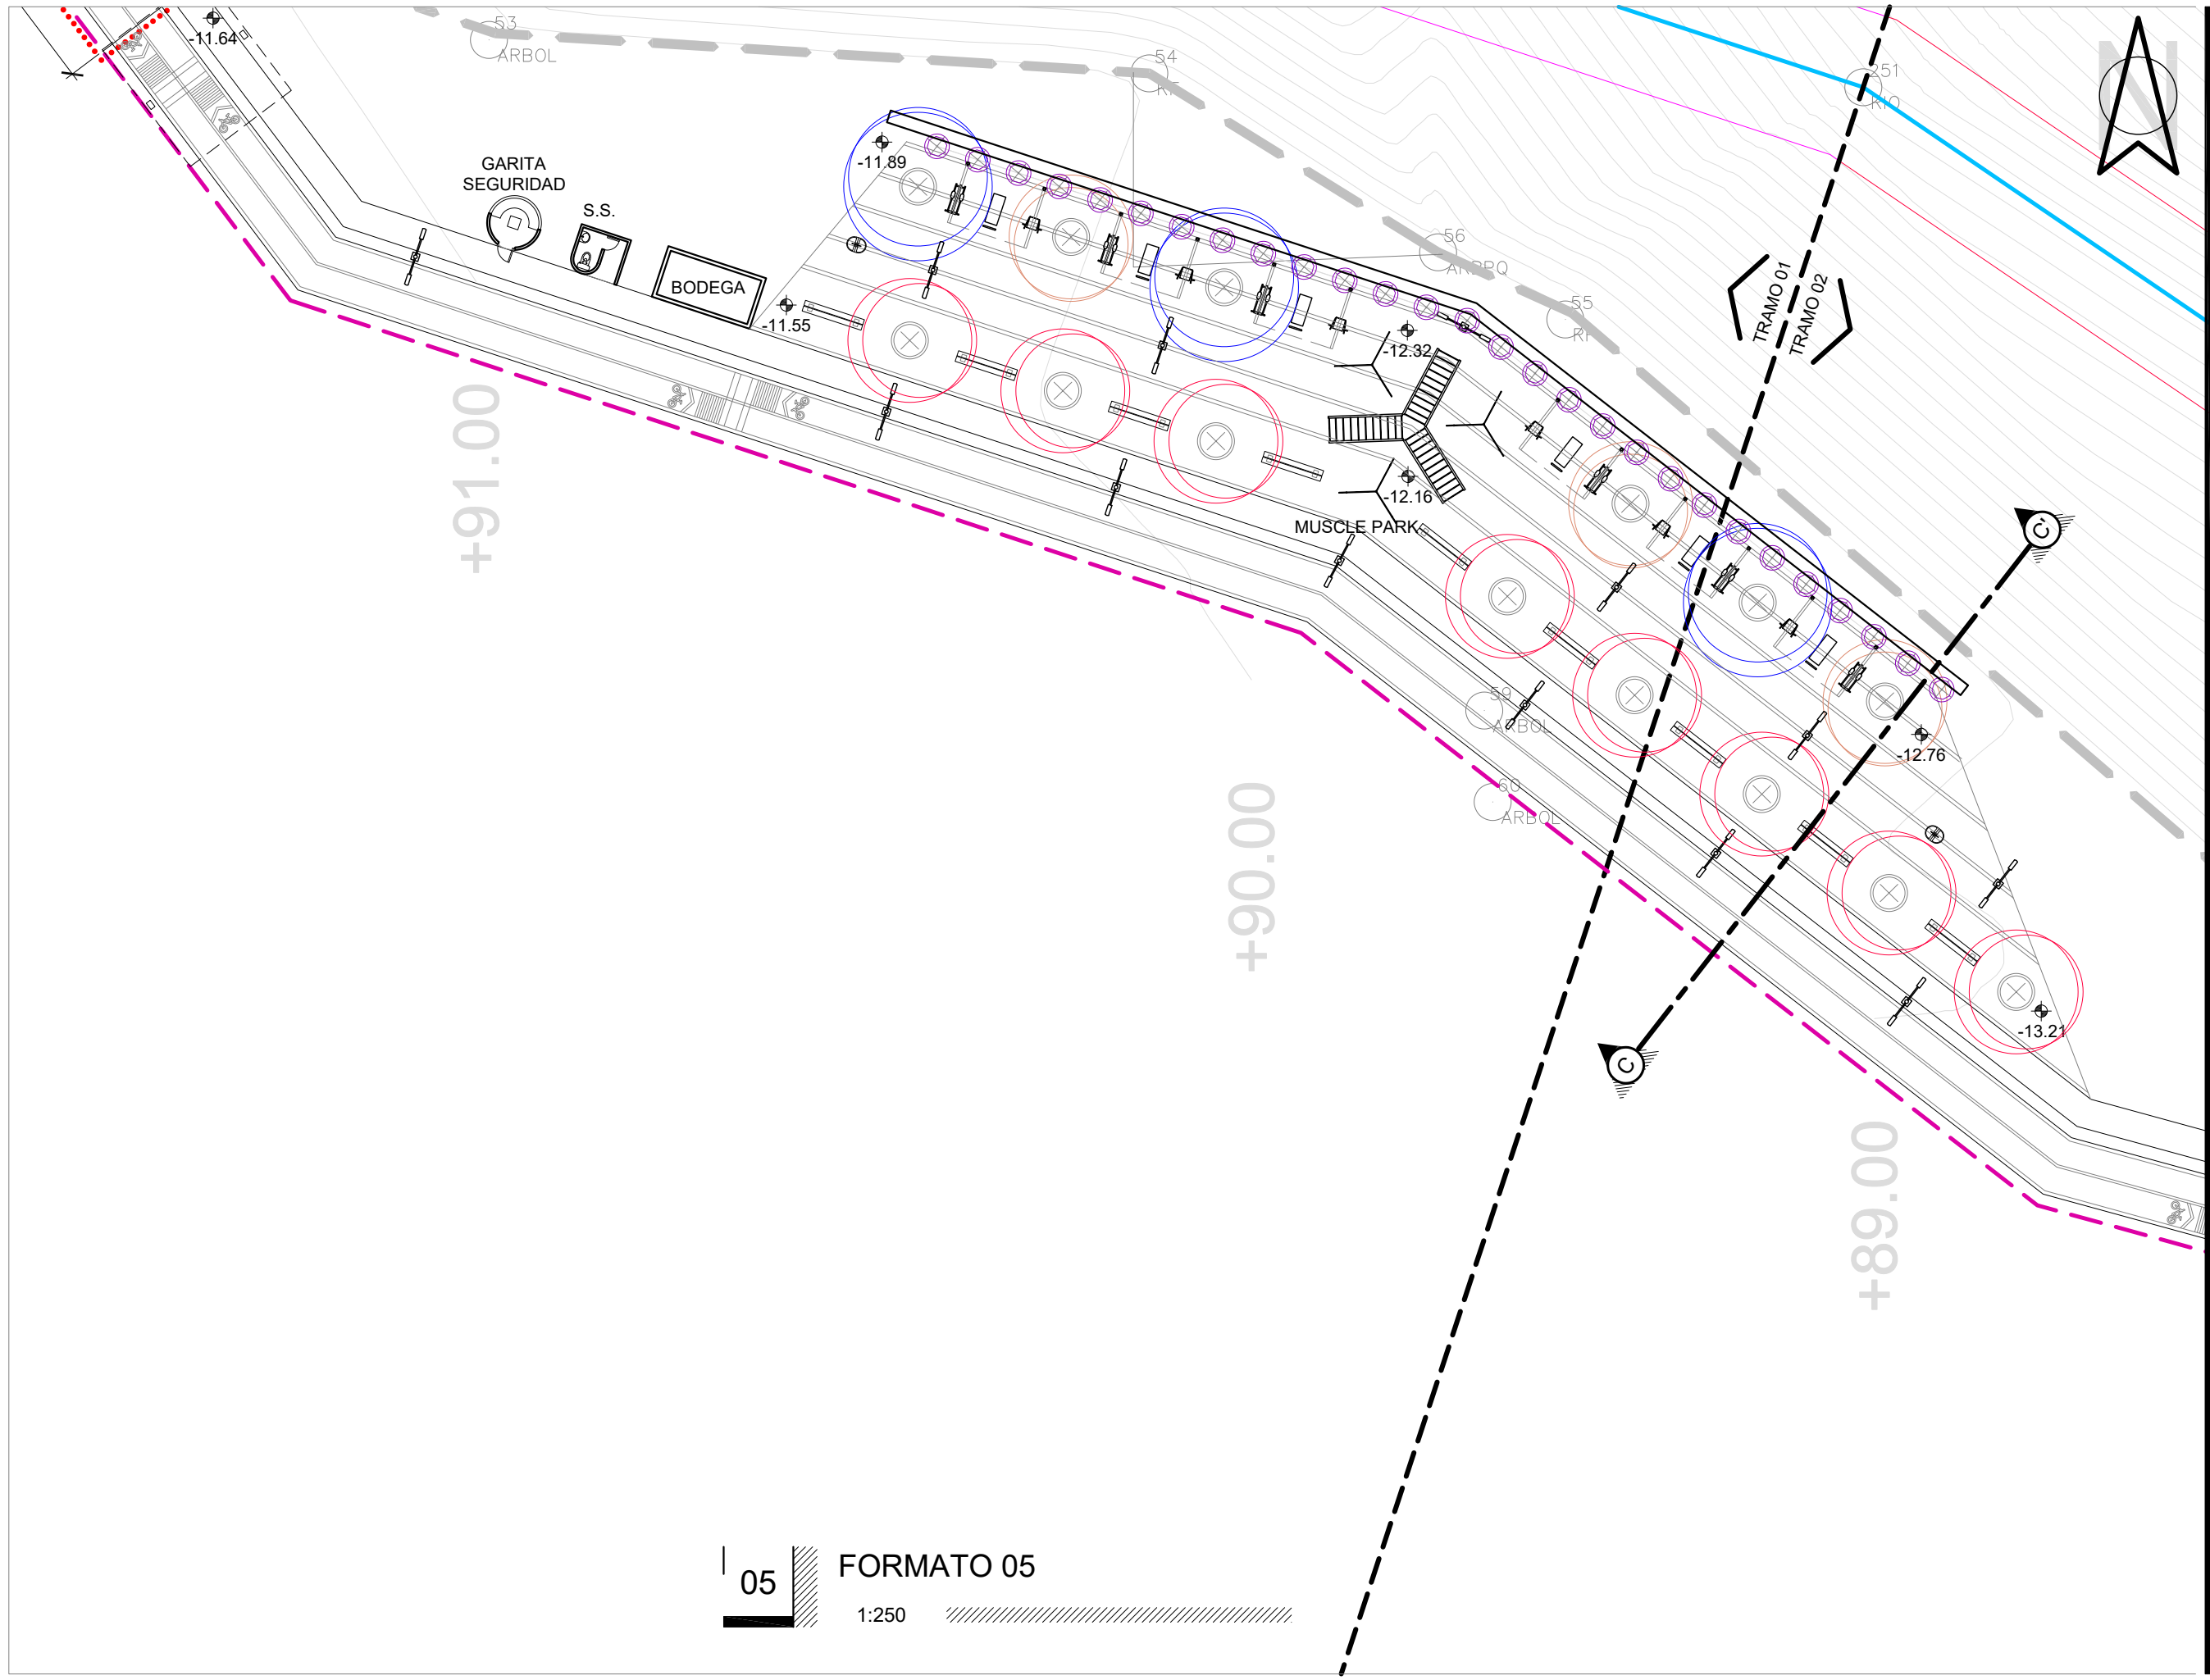 53
ARBOL
-11.64
54
251
RIO
N
GARITA
SEGURIDAD
S.S.
BODEGA
-11.89
-11.55
56
55
TRAMO 01
TRAMO 02
-12.32
-12.16
MUSCLE PARK
+91.00
C'
59
ARBOL
60
ARBOL
-12.76
+90.00
-13.21
C
+89.00
05
FORMATO 05
1:250